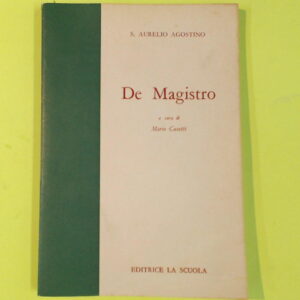 S. AURELIO AGOSTINO
De Magistro
a cura di
Mario Casotti
EDITRICE LA SCUOLA